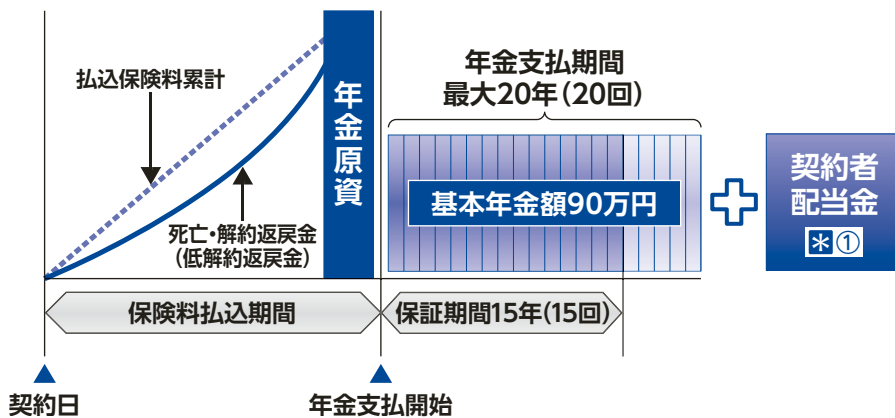 払込保険料累計
死亡・解約返戻金
(低解約返戻金)
年金原資
年金支払期間
最大20年(20回)
基本年金額90万円
契約者
配当金
＊①
保険料払込期間
保証期間15年(15回)
契約日
年金支払開始